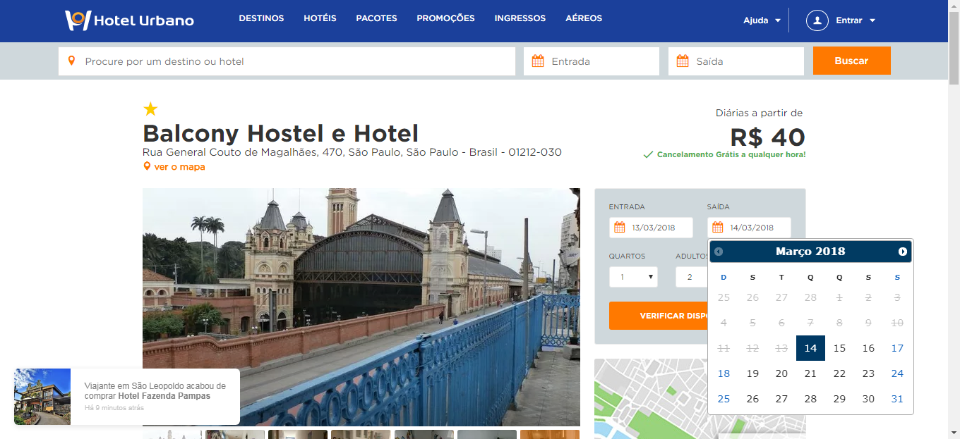 Hotel Urbano
DESTINOS HOTÉIS PACOTES PROMOÇÕES INGRESSOS AÉREOS
Ajuda Entrar
Procure por um destino ou hotel Entrada Saída Buscar
Diárias a partir de
Balcony Hostel e Hotel R$ 40
Rua General Couto de Magalhães, 470, São Paulo, São Paulo - Brasil - 01212-030
Cancelamento Grátis a qualquer hora!
ver o mapa
ENTRADA SAÍDA
13/03/2018 14/03/2018
Março 2018
QUARTOS ADULTOS
1 2
D S T Q Q S S
25 26 27 28 1 2 3
4 5 6 7 8 9 10
11 12 13 14 15 16 17
18 19 20 21 22 23 24
25 26 27 28 29 30 31
VERIFICAR DISP
Viajante em São Leopoldo acabou de
comprar Hotel Fazenda Pampas
Há 9 minutos atrás